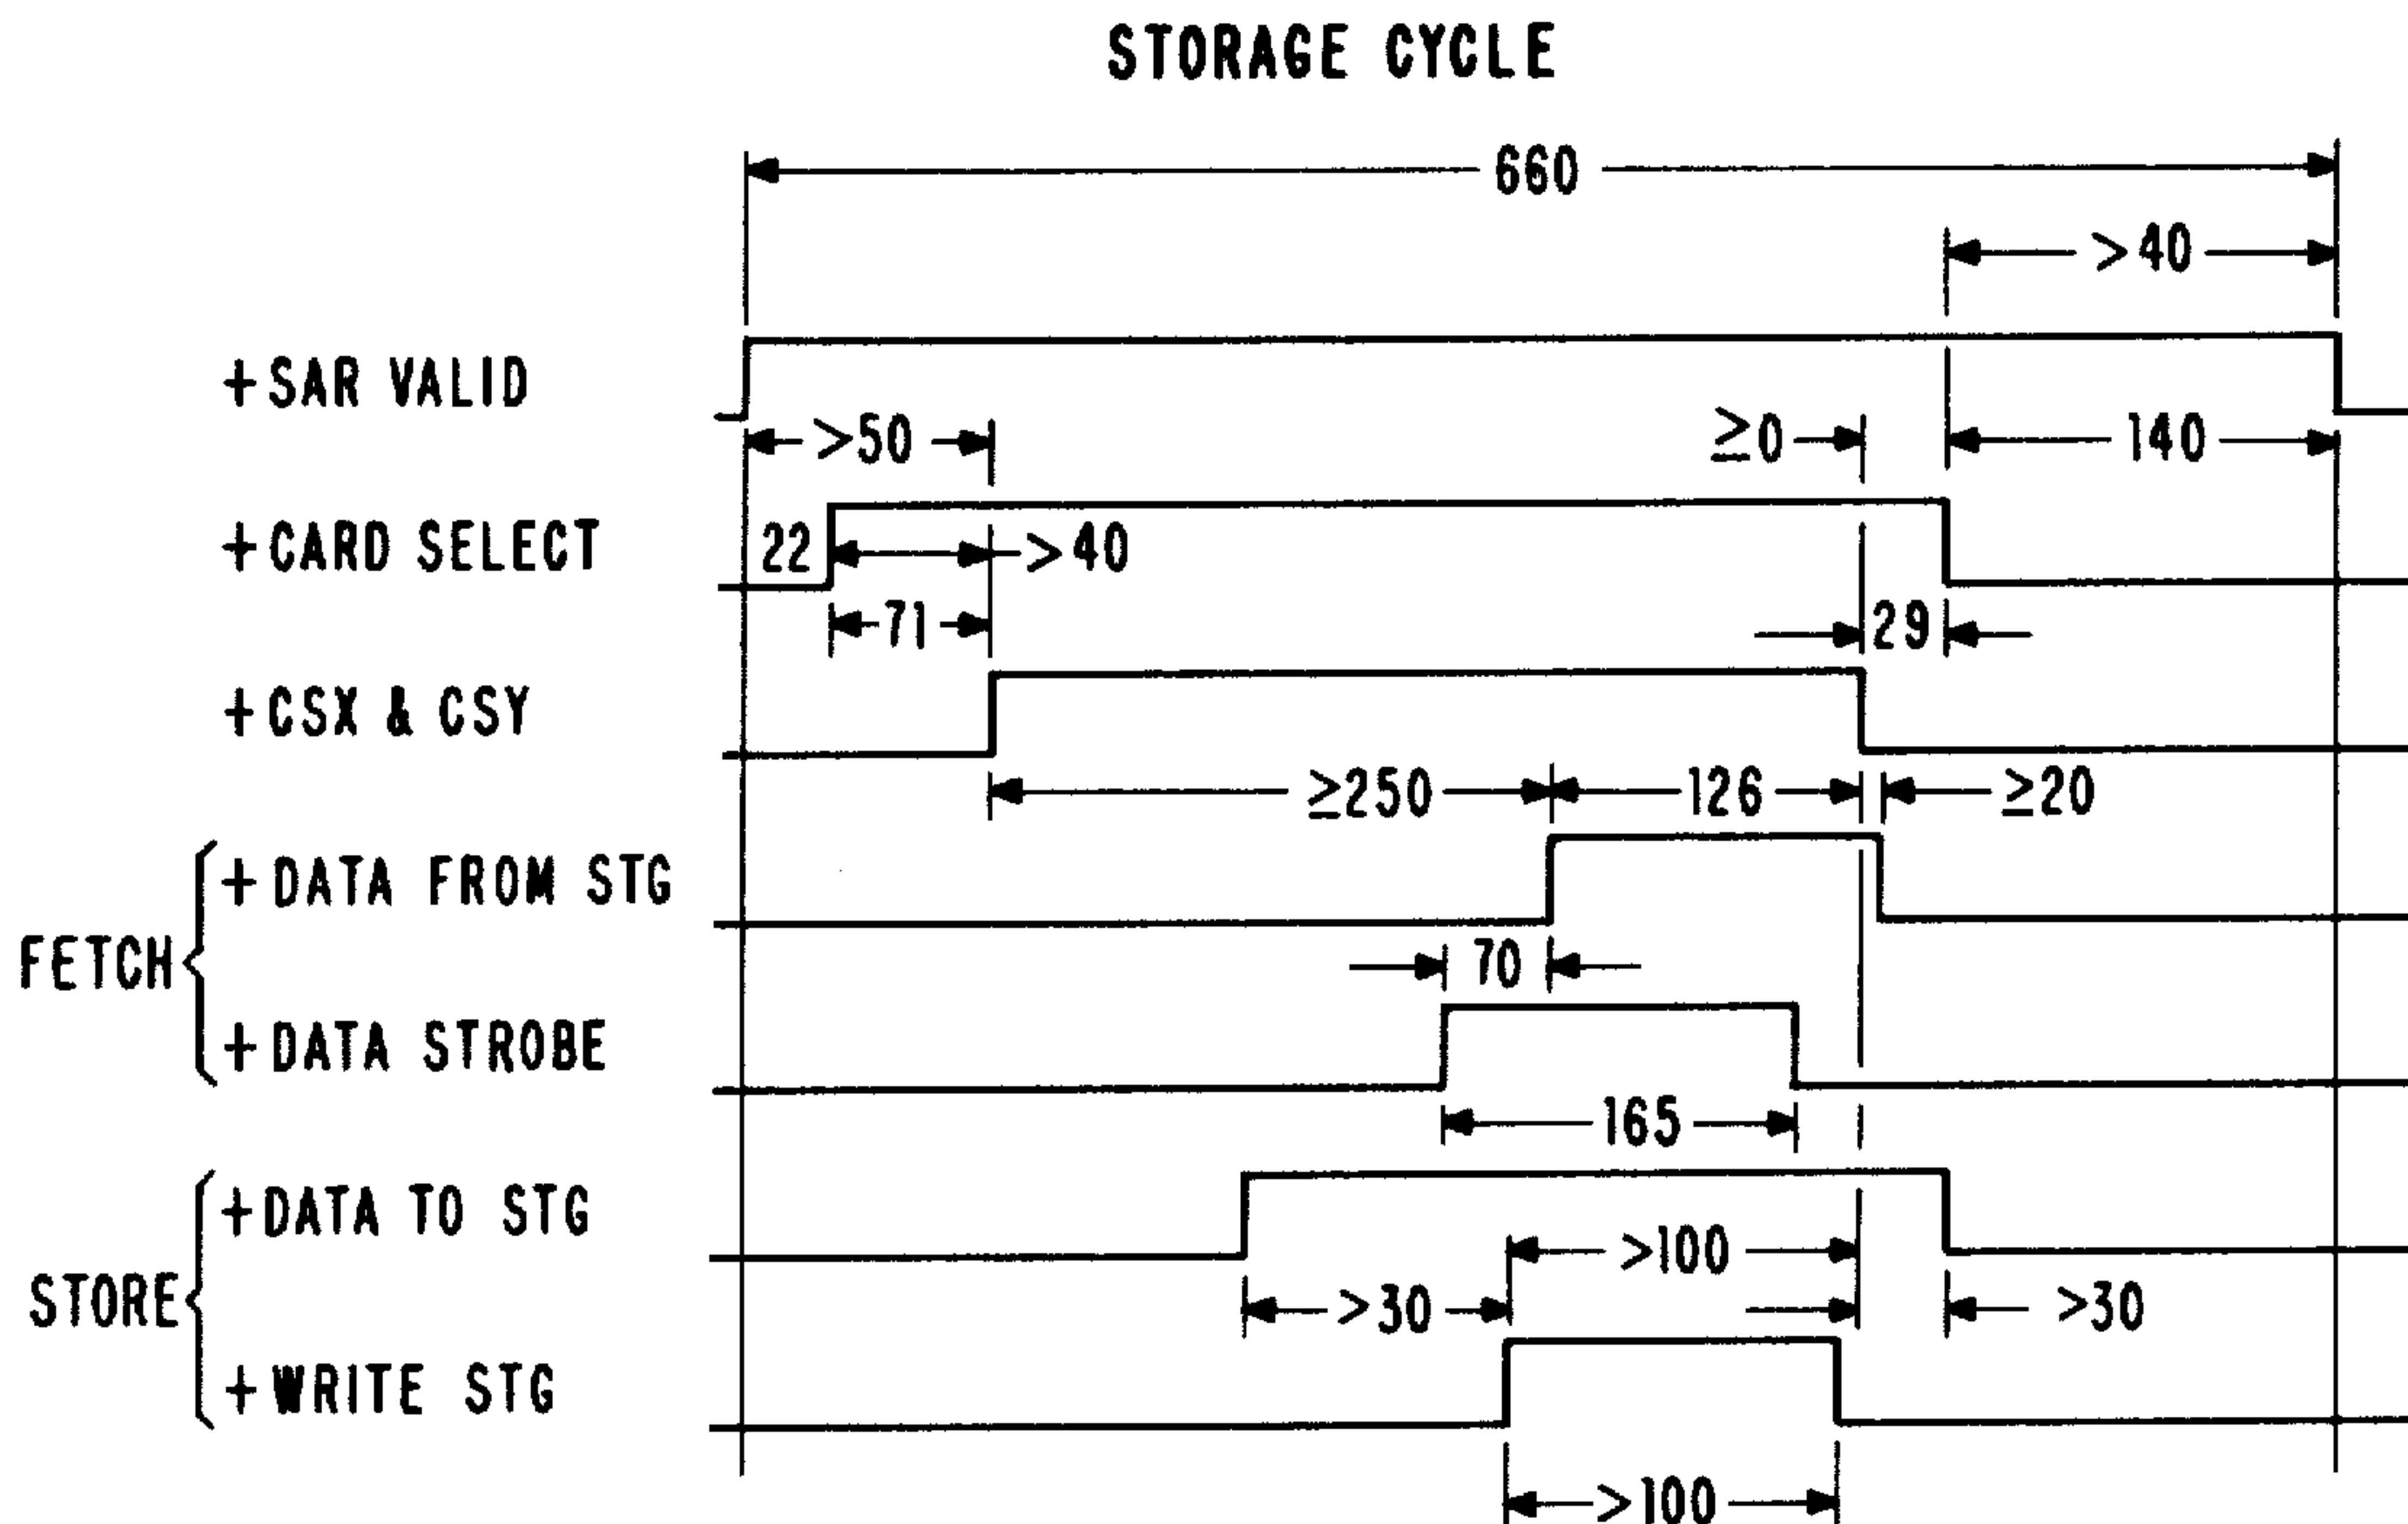 STORAGE CYCLE
660
>40
+SAR VALID
>50
≥0
140
+CARD SELECT
22
>40
71
29
+CSX & CSY
≥250
126
≥20
FETCH
+DATA FROM STG
70
+DATA STROBE
165
STORE
+DATA TO STG
>100
>30
>30
+WRITE STG
>100